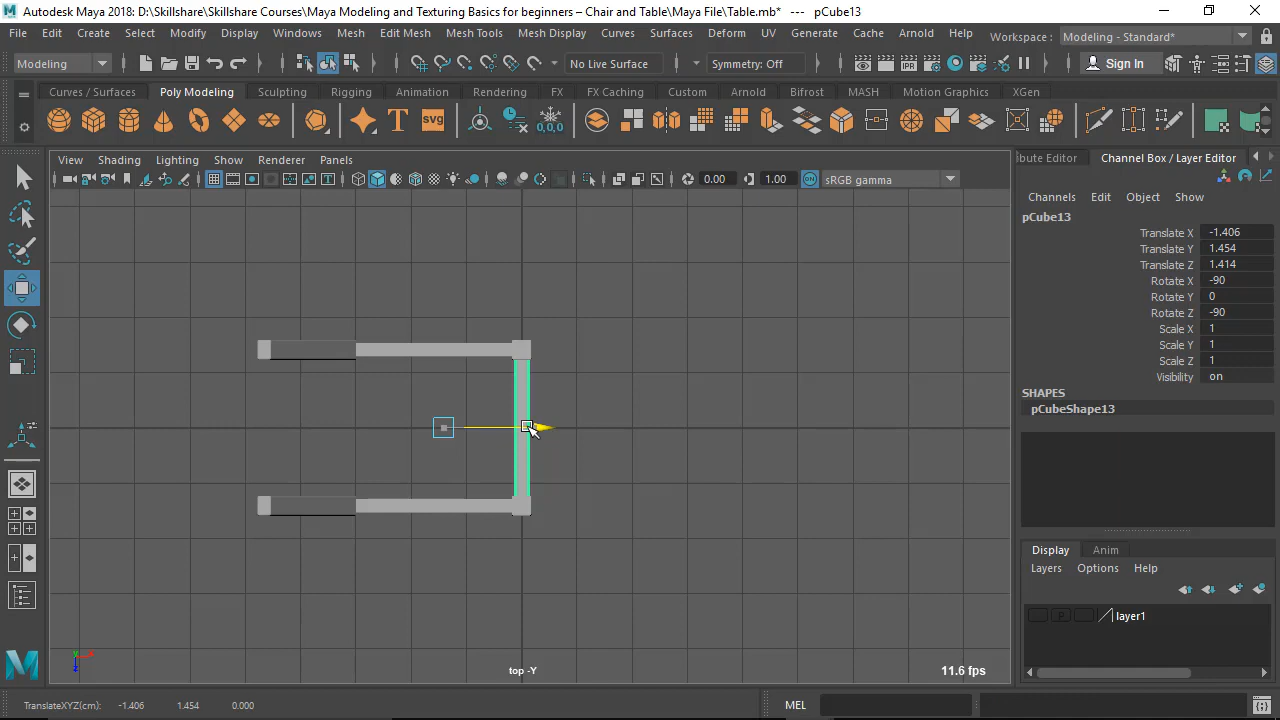 Autodesk Maya 2018: D:\Skillshare\Skillshare Courses\Maya Modeling and Texturing Basics for beginners – Chair and Table\Maya File\Table.mb* --- pCube13
File Edit Create Select Modify Display Windows Mesh Edit Mesh Mesh Tools Mesh Display Curves Surfaces Deform UV Generate Cache Arnold Help Workspace : Modeling - Standard*
Modeling No Live Surface Symmetry: Off Sign In
Curves / Surfaces Poly Modeling Sculpting Rigging Animation Rendering FX FX Caching Custom Arnold Bifrost MASH Motion Graphics XGen
T svg 0,0,0
View Shading Lighting Show Renderer Panels
0.00 1.00 ON sRGB gamma
ibute Editor Channel Box / Layer Editor
Channels Edit Object Show
pCube13
Translate X -1.406
Translate Y 1.454
Translate Z 1.414
Rotate X -90
Rotate Y 0
Rotate Z -90
Scale X 1
Scale Y 1
Scale Z 1
Visibility on
SHAPES
pCubeShape13
Display Anim
Layers Options Help
P layer1
top -Y
11.6 fps
TranslateXYZ(cm): -1.406 1.454 0.000
MEL